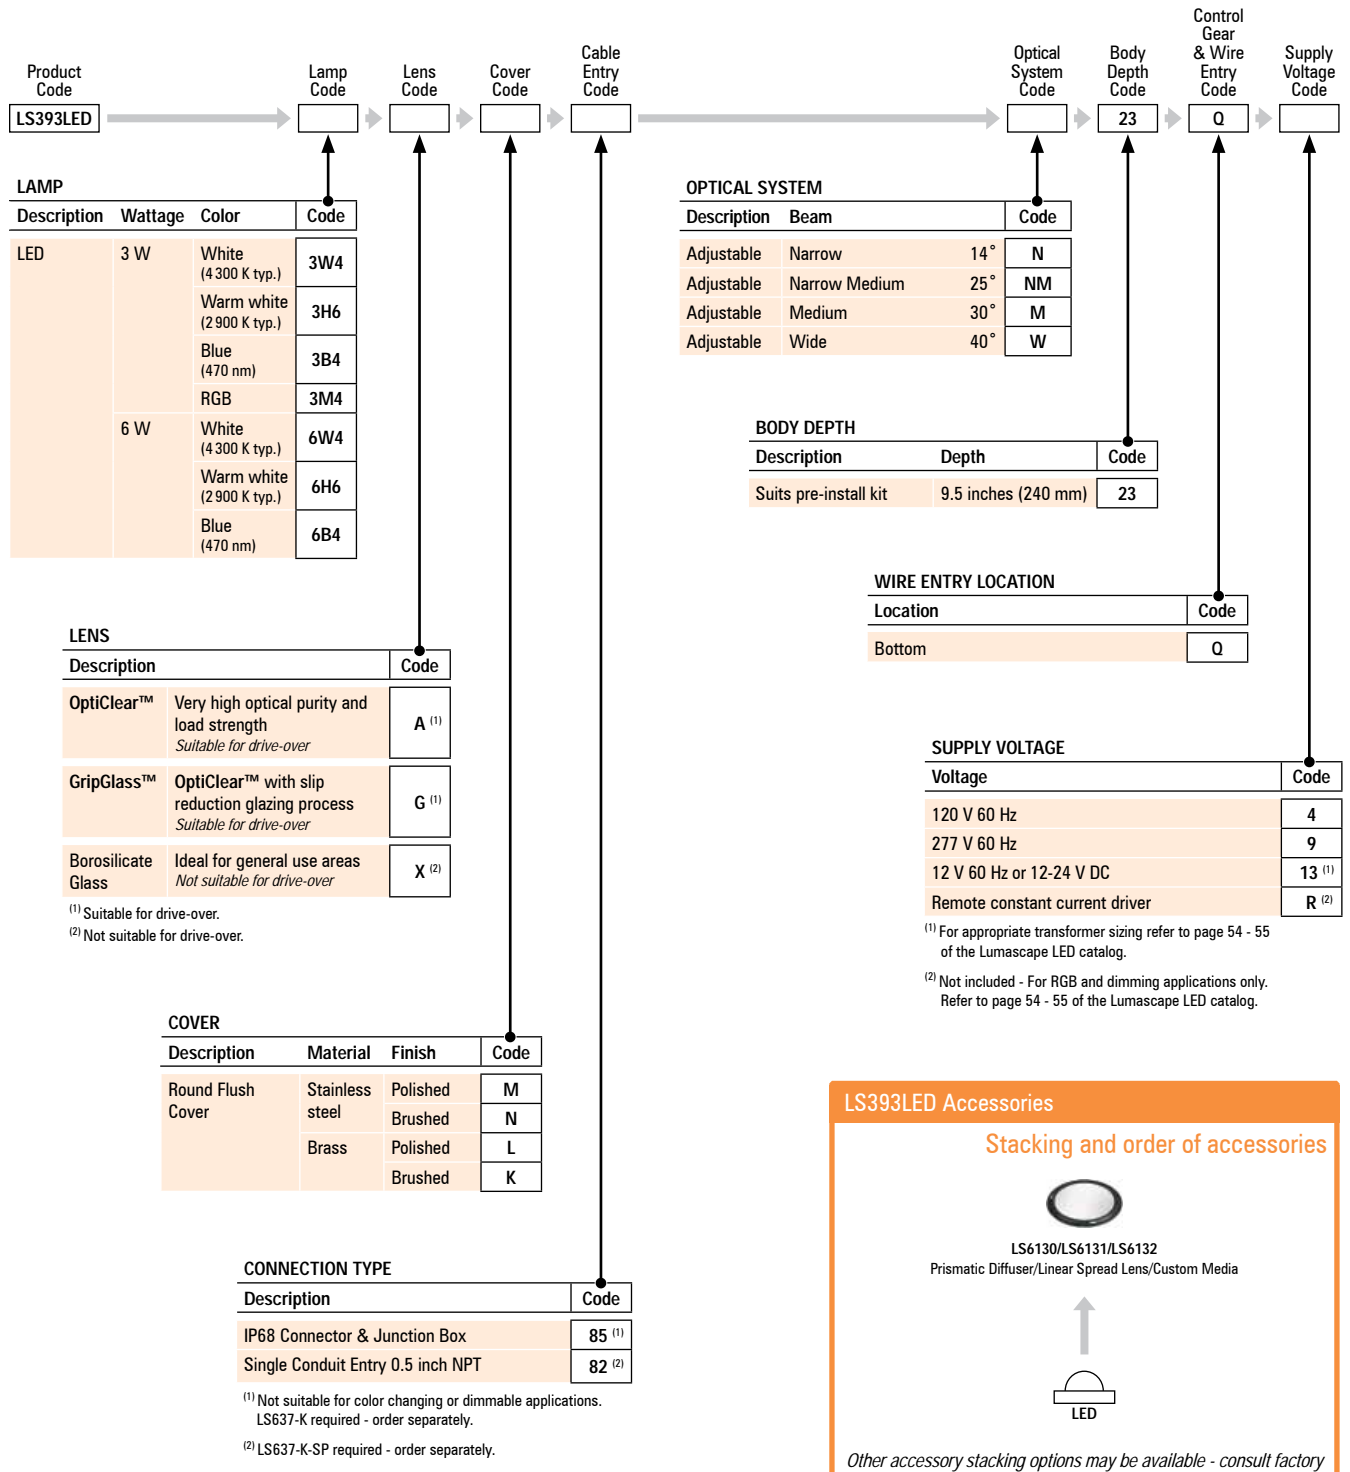 Product
Code
Lamp
Code
Lens
Code
Cover
Code
Cable
Entry
Code
Optical
System
Code
Body
Depth
Code
Control
Gear
& Wire
Entry
Code
Supply
Voltage
Code
LS393LED
23
Q
LAMP
Description Wattage Color Code
LED 3 W White
(4 300 K typ.) 3W4
Warm white
(2 900 K typ.) 3H6
Blue
(470 nm) 3B4
RGB 3M4
6 W White
(4 300 K typ.) 6W4
Warm white
(2 900 K typ.) 6H6
Blue
(470 nm) 6B4
OPTICAL SYSTEM
Description Beam Code
Adjustable Narrow 14° N
Adjustable Narrow Medium 25° NM
Adjustable Medium 30° M
Adjustable Wide 40° W
BODY DEPTH
Description Depth Code
Suits pre-install kit 9.5 inches (240 mm) 23
WIRE ENTRY LOCATION
Location Code
Bottom Q
LENS
Description Code
OptiClear™ Very high optical purity and
load strength
Suitable for drive-over
A (1)
GripGlass™ OptiClear™ with slip
reduction glazing process
Suitable for drive-over
G (1)
Borosilicate
Glass
Ideal for general use areas
Not suitable for drive-over
X (2)
(1) Suitable for drive-over.
(2) Not suitable for drive-over.
SUPPLY VOLTAGE
Voltage Code
120 V 60 Hz 4
277 V 60 Hz 9
12 V 60 Hz or 12-24 V DC 13 (1)
Remote constant current driver R (2)
(1) For appropriate transformer sizing refer to page 54 - 55
of the Lumascape LED catalog.
(2) Not included - For RGB and dimming applications only.
Refer to page 54 - 55 of the Lumascape LED catalog.
COVER
Description Material Finish Code
Round Flush
Cover
Stainless
steel
Polished M
Brushed N
Brass Polished L
Brushed K
CONNECTION TYPE
Description Code
IP68 Connector & Junction Box 85 (1)
Single Conduit Entry 0.5 inch NPT 82 (2)
(1) Not suitable for color changing or dimmable applications.
LS637-K required - order separately.
(2) LS637-K-SP required - order separately.
LS393LED Accessories
Stacking and order of accessories
LS6130/LS6131/LS6132
Prismatic Diffuser/Linear Spread Lens/Custom Media
LED
Other accessory stacking options may be available - consult factory